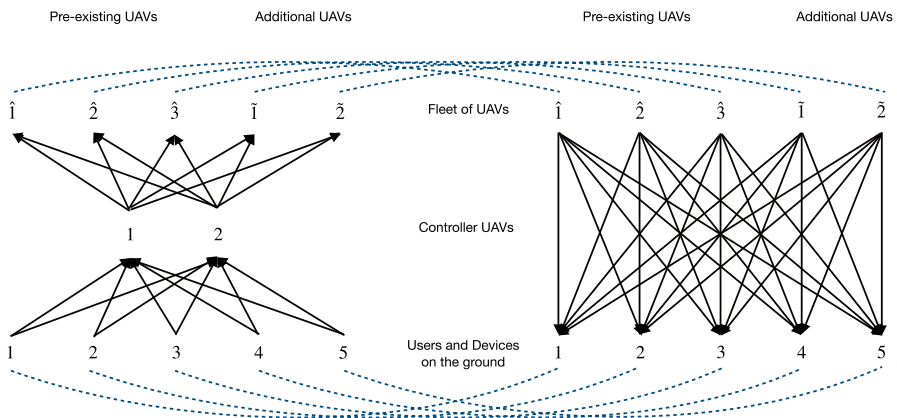 Pre-existing UAVs Additional UAVs Pre-existing UAVs Additional UAVs
1̂ 2̂ 3̂ 1̃ 2̃ Fleet of UAVs 1̂ 2̂ 3̂ 1̃ 2̃
1 2 Controller UAVs
1 2 3 4 5 Users and Devices 1 2 3 4 5
on the ground